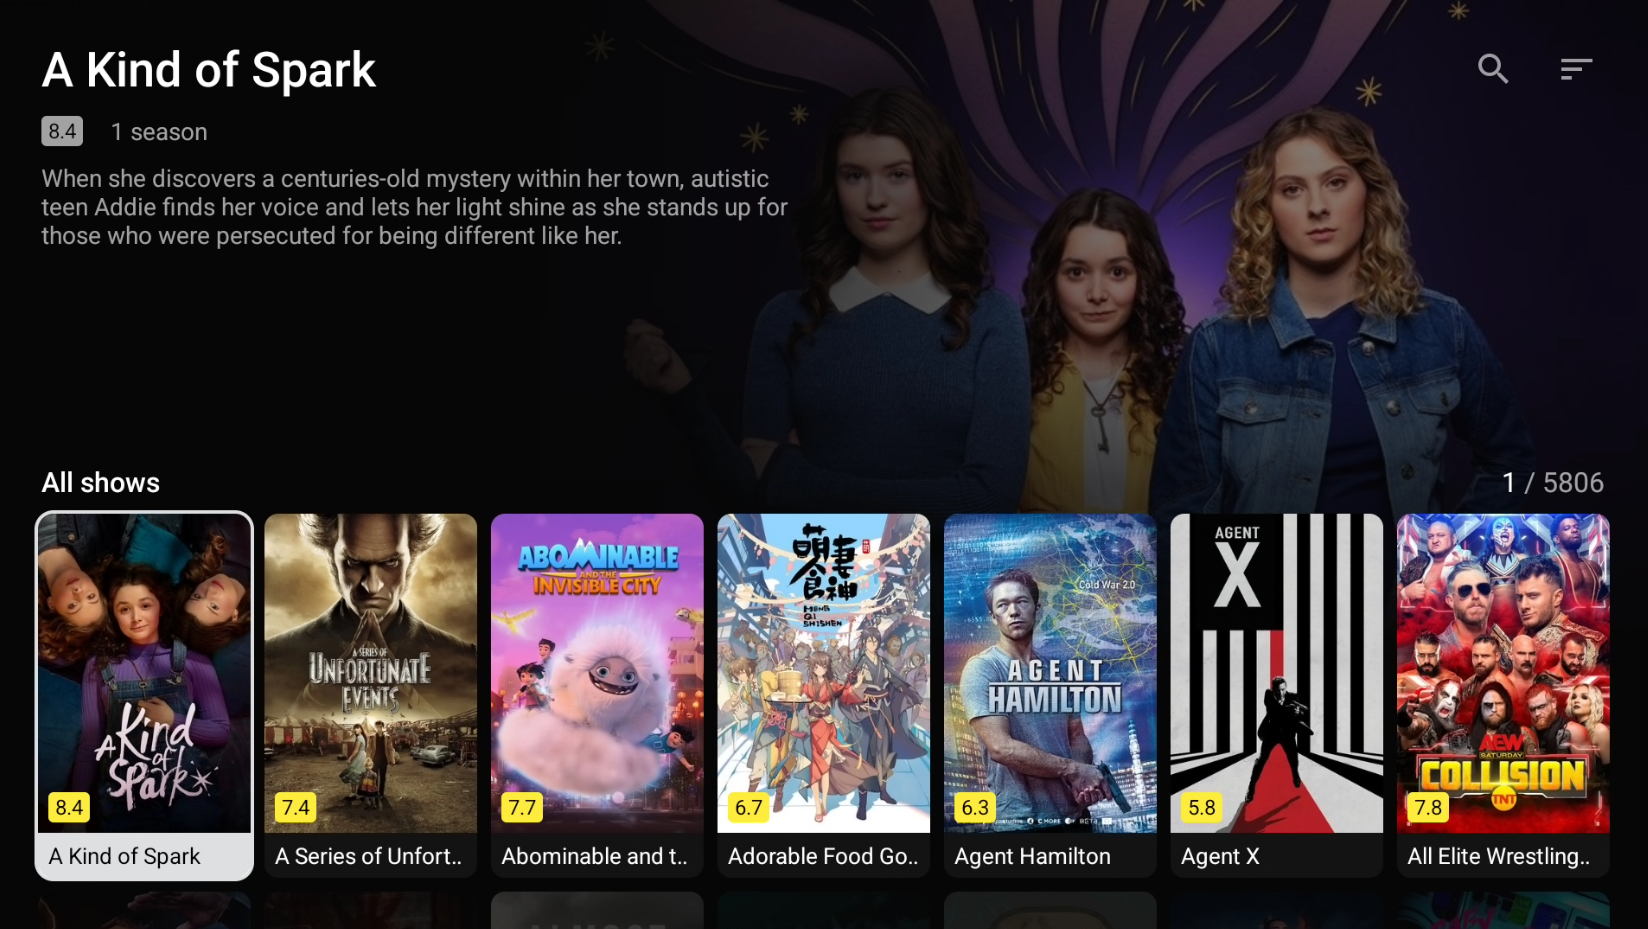 A Kind of Spark
8.4 1 season
When she discovers a centuries-old mystery within her town, autistic
teen Addie finds her voice and lets her light shine as she stands up for
those who were persecuted for being different like her.
All shows
1 / 5806
A Kind
of
Spark
8.4
A Kind of Spark
A SERIES OF
UNFORTUNATE
EVENTS
7.4
A Series of Unfort..
ABOMINABLE
AND THE
INVISIBLE CITY
7.7
Abominable and t..
萌妻食神
MENG
QI
SHISHEN
6.7
Adorable Food Go..
Cold War 2.0
AGENT
HAMILTON
C MORE
BETA
6.3
Agent Hamilton
AGENT
X
5.8
Agent X
AEW
SATURDAY
COLLISION
TNT
7.8
All Elite Wrestling..